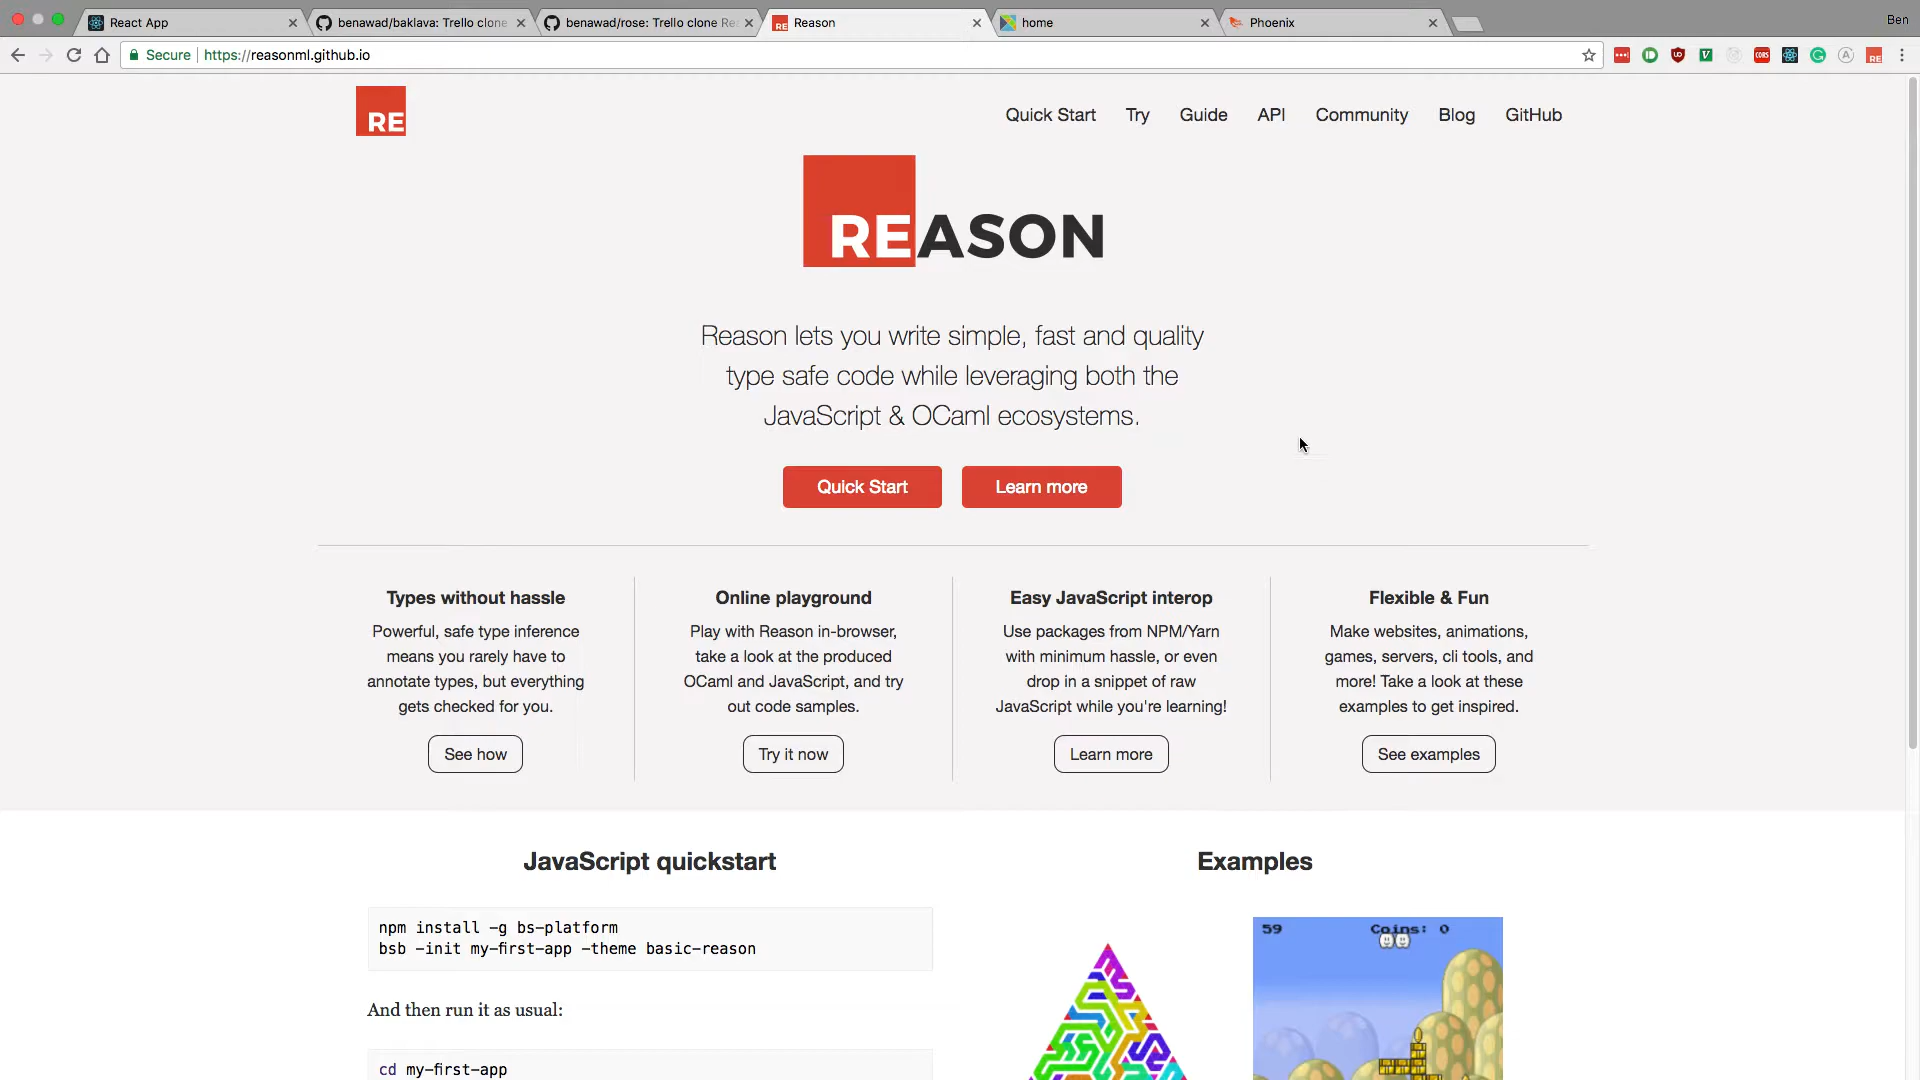 React App
benawad/baklava: Trello clone
benawad/rose: Trello clone Re
Reason
home
Phoenix
Ben
Secure
https://reasonml.github.io
RE
Quick Start
Try
Guide
API
Community
Blog
GitHub
REASON
Reason lets you write simple, fast and quality
type safe code while leveraging both the
JavaScript & OCaml ecosystems.
Quick Start
Learn more
Types without hassle
Powerful, safe type inference
means you rarely have to
annotate types, but everything
gets checked for you.
See how
Online playground
Play with Reason in-browser,
take a look at the produced
OCaml and JavaScript, and try
out code samples.
Try it now
Easy JavaScript interop
Use packages from NPM/Yarn
with minimum hassle, or even
drop in a snippet of raw
JavaScript while you're learning!
Learn more
Flexible & Fun
Make websites, animations,
games, servers, cli tools, and
more! Take a look at these
examples to get inspired.
See examples
JavaScript quickstart
npm install -g bs-platform
bsb -init my-first-app -theme basic-reason
And then run it as usual:
cd my-first-app
Examples
59
Coins: 0